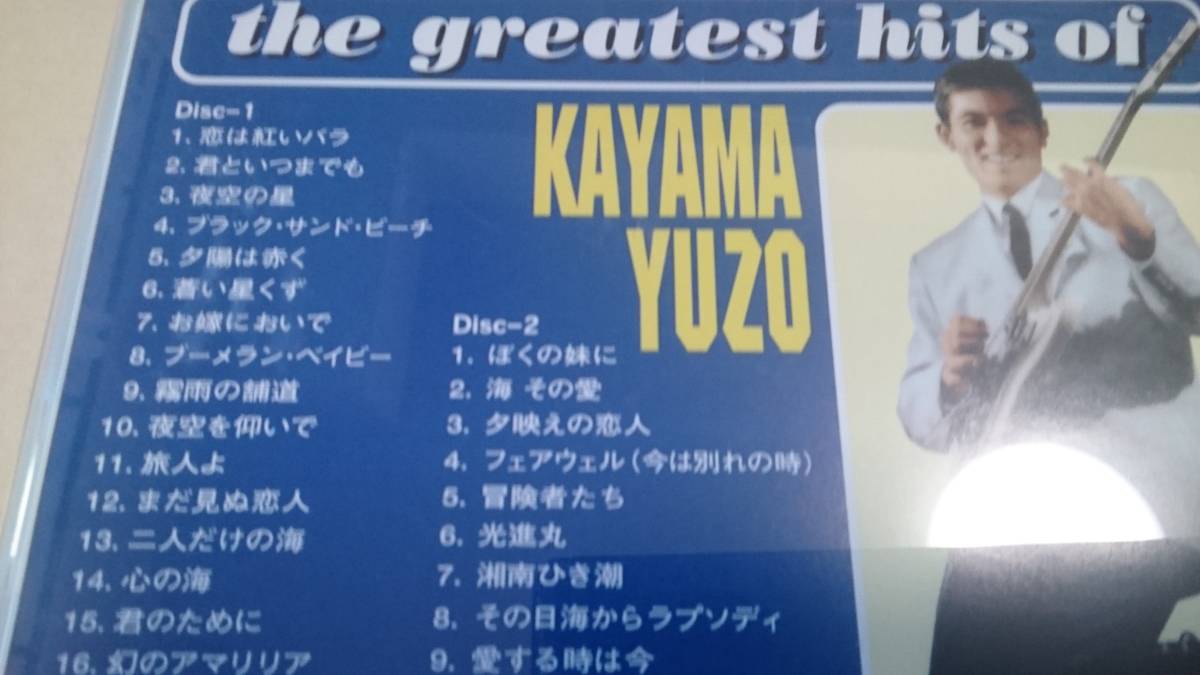 the greatest hits of
KAYAMA
YUZO
Disc-1
1. 恋は紅いバラ
2. 君といつまでも
3. 夜空の星
4. ブラック・サンド・ビーチ
5. 夕陽は赤く
6. 蒼い星くず
7. お嫁においで
8. ブーメラン・ベイビー
9. 霧雨の舗道
10. 夜空を仰いで
11. 旅人よ
12. まだ見ぬ恋人
13. 二人だけの海
14. 心の海
15. 君のために
16. 幻のアマリリア
Disc-2
1. ぼくの妹に
2. 海 その愛
3. 夕映えの恋人
4. フェアウェル(今は別れの時)
5. 冒険者たち
6. 光進丸
7. 湘南ひき潮
8. その日海からラプソディ
9. 愛する時は今